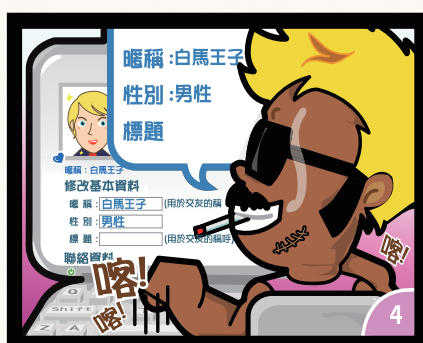 暱稱:白馬王子
性別:男性
標題
暱稱:白馬王子
修改基本資料
暱 稱:白馬王子 (用於交友的稱
性 別:男性
標 題: (用於交友的稱呼)
聯絡資料
喀!
喀!
喀!
Q
Shift
Z A
4